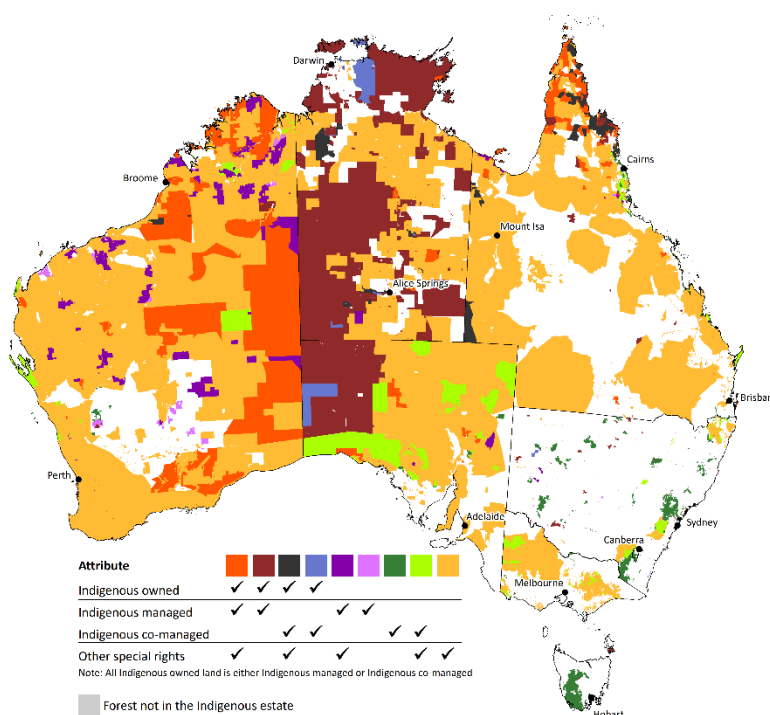 Darwin
Cairns
Broome
Mount Isa
Alice Springs
Brisban
Perth
Adelaide
Sydney
Canberra
Melbourne
Attribute
Indigenous owned ✓ ✓ ✓ ✓
Indigenous managed ✓ ✓ ✓ ✓
Indigenous co-managed ✓ ✓ ✓ ✓
Other special rights ✓ ✓ ✓ ✓ ✓
Note: All Indigenous owned land is either Indigenous managed or Indigenous co-managed
Forest not in the Indigenous estate
Hobart